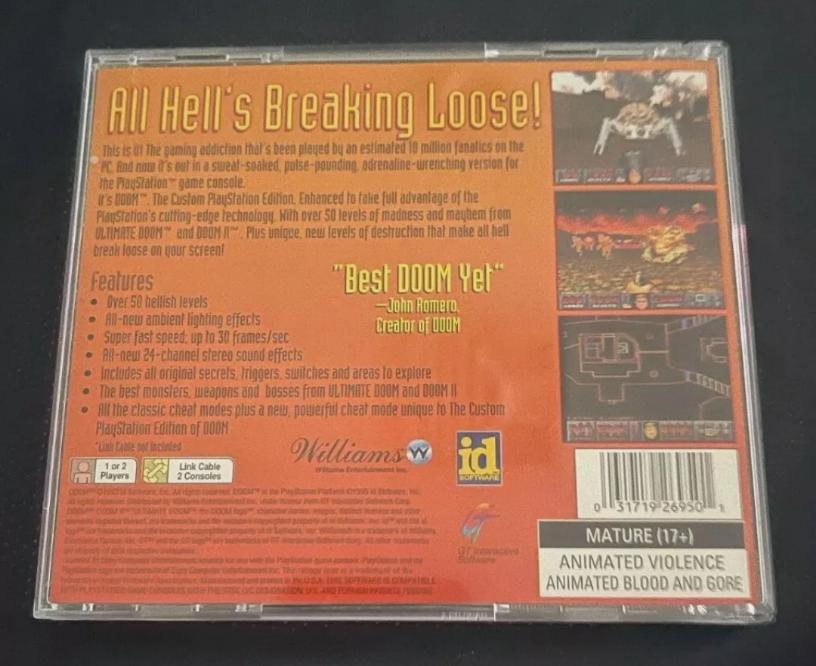 All Hell's Breaking Loose!
This is it! The gaming addiction that's been played by an estimated 10 million fanatics on the
PC. And now it's out in a sweat-soaked, pulse-pounding, adrenaline-wrenching version for
the PlayStation™ game console.
It's DOOM™. The Custom PlayStation Edition. Enhanced to take full advantage of the
PlayStation's cutting-edge technology. With over 50 levels of madness and mayhem from
ULTIMATE DOOM™ and DOOM II™. Plus unique, new levels of destruction that make all hell
break loose on your screen!
Features
• Over 50 hellish levels
• All-new ambient lighting effects
• Super fast speed; up to 30 frames/sec
• All-new 24-channel stereo sound effects
• Includes all original secrets, triggers, switches and areas to explore
• The best monsters, weapons and bosses from ULTIMATE DOOM and DOOM II
• All the classic cheat modes plus a new, powerful cheat mode unique to The Custom
PlayStation Edition of DOOM
*Link Cable not included
"Best DOOM Yet"
—John Romero,
Creator of DOOM
1 or 2
Players
Link Cable
2 Consoles
Williams W
Williams Entertainment Inc.
id
SOFTWARE
GT Interactive
Software
0 31719 26950 1
MATURE (17+)
ANIMATED VIOLENCE
ANIMATED BLOOD AND GORE